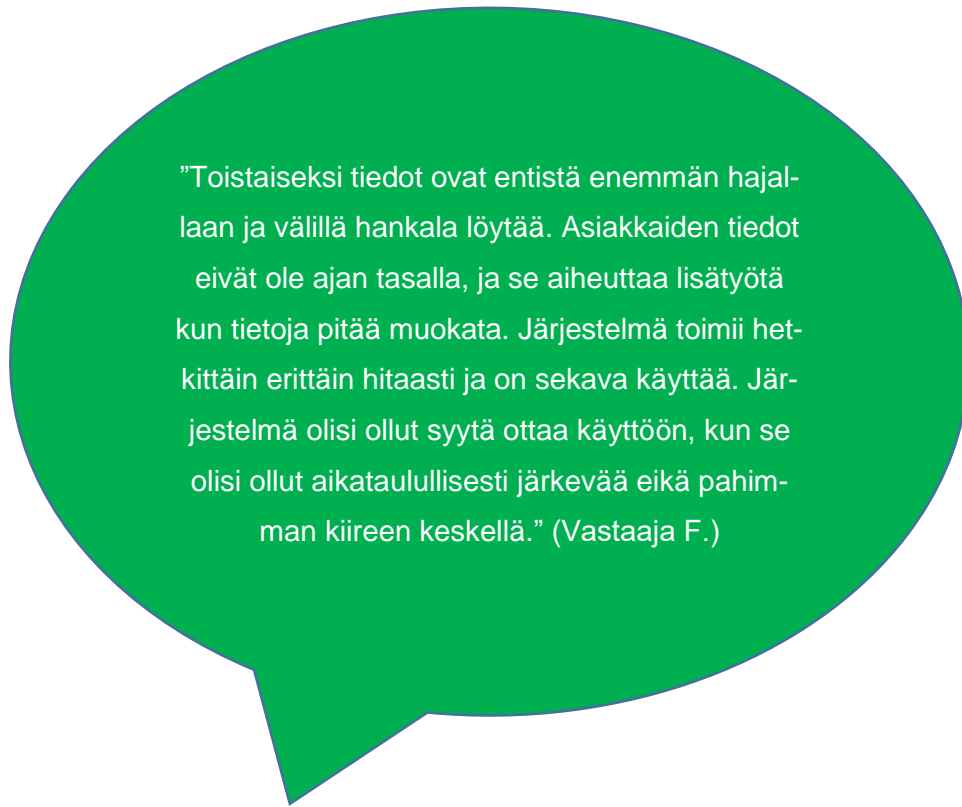 ”Toistaiseksi tiedot ovat entistä enemmän hajal-
laan ja välillä hankala löytää. Asiakkaiden tiedot
eivät ole ajan tasalla, ja se aiheuttaa lisätyötä
kun tietoja pitää muokata. Järjestelmä toimii het-
kittäin erittäin hitaasti ja on sekava käyttää. Jär-
jestelmä olisi ollut syytä ottaa käyttöön, kun se
olisi ollut aikataulullisesti järkevää eikä pahim-
man kiireen keskellä.” (Vastaaja F.)